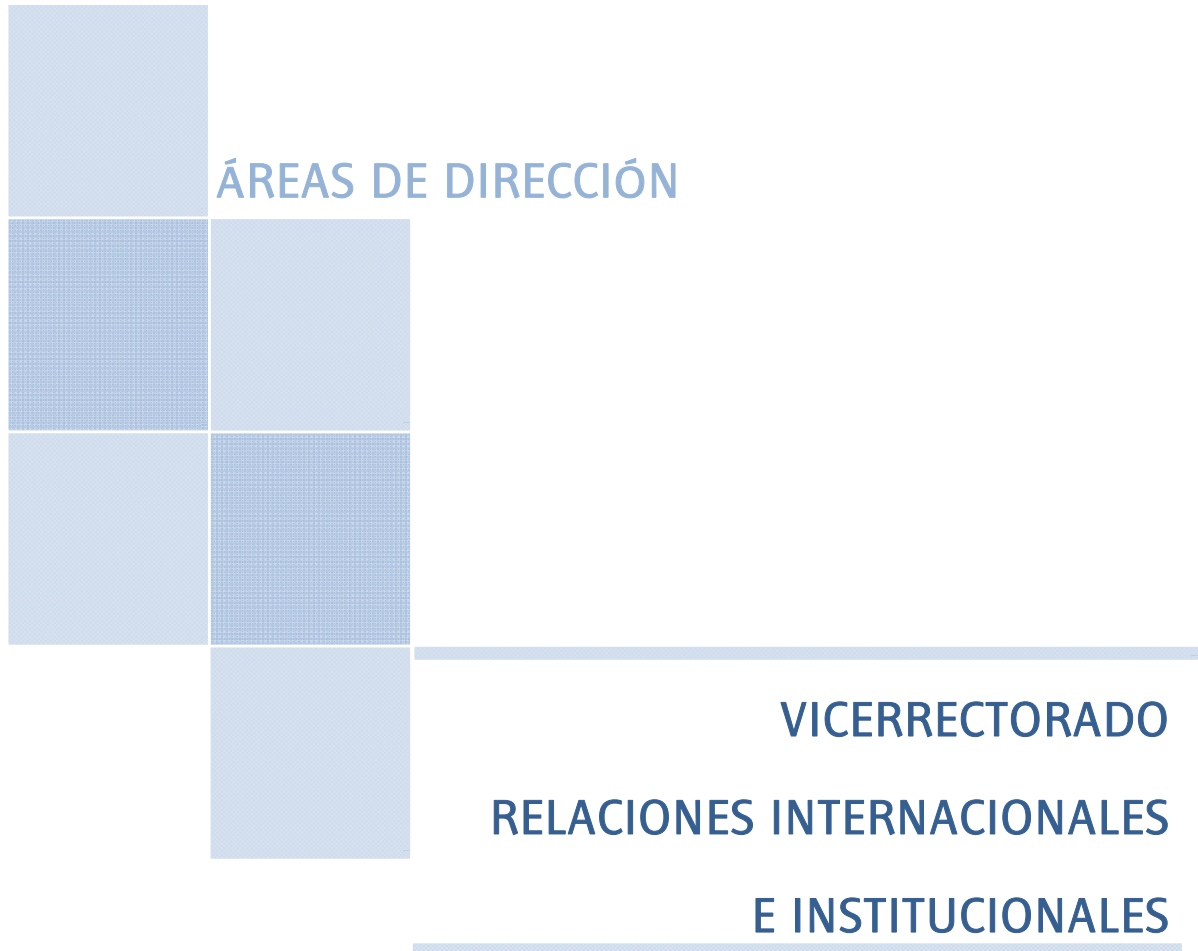 ÁREAS DE DIRECCIÓN
VICERRECTORADO
RELACIONES INTERNACIONALES
E INSTITUCIONALES